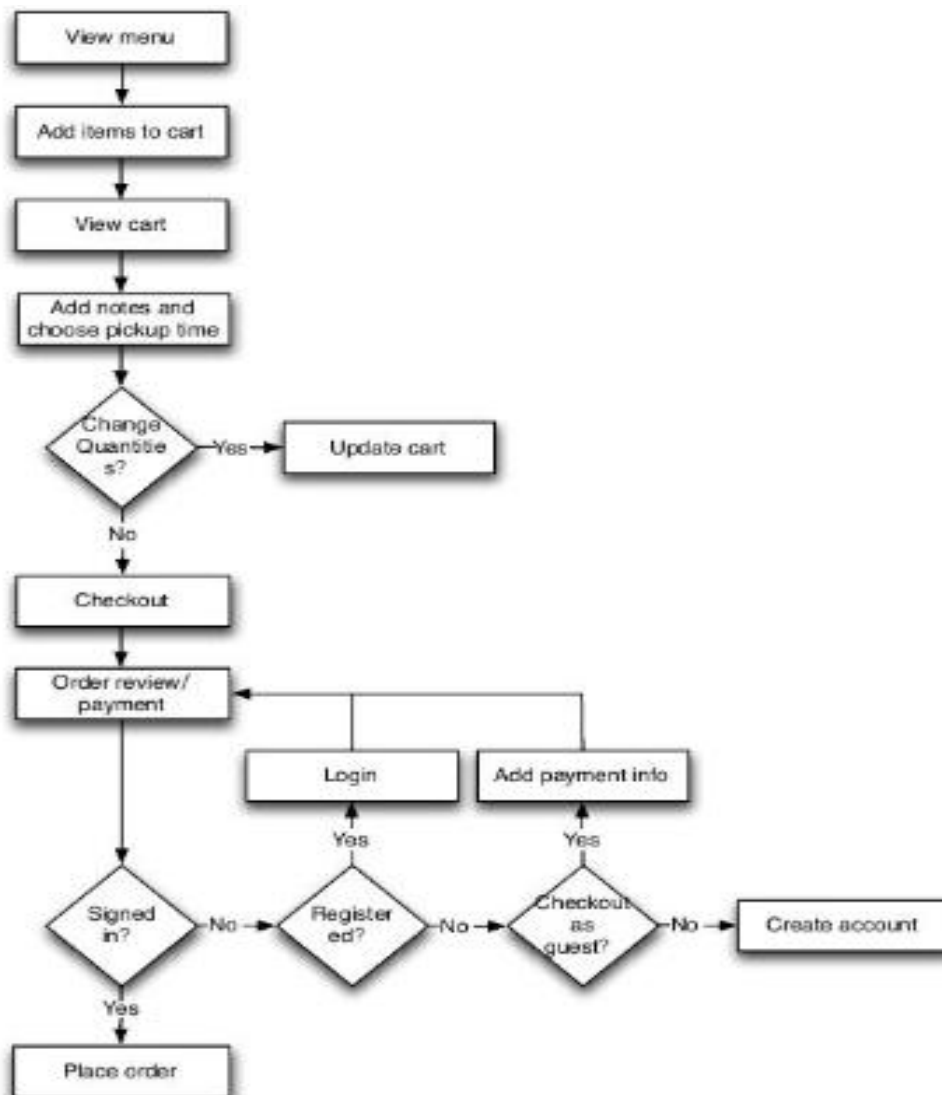 View menu
Add items to cart
View cart
Add notes and
choose pickup time
Change
Quantitie
s?
Yes
Update cart
No
Checkout
Order review/
payment
Login
Add payment info
Yes
Yes
Signed
in?
No
Register
ed?
No
Checkout
as
guest?
No
Create account
Yes
Place order